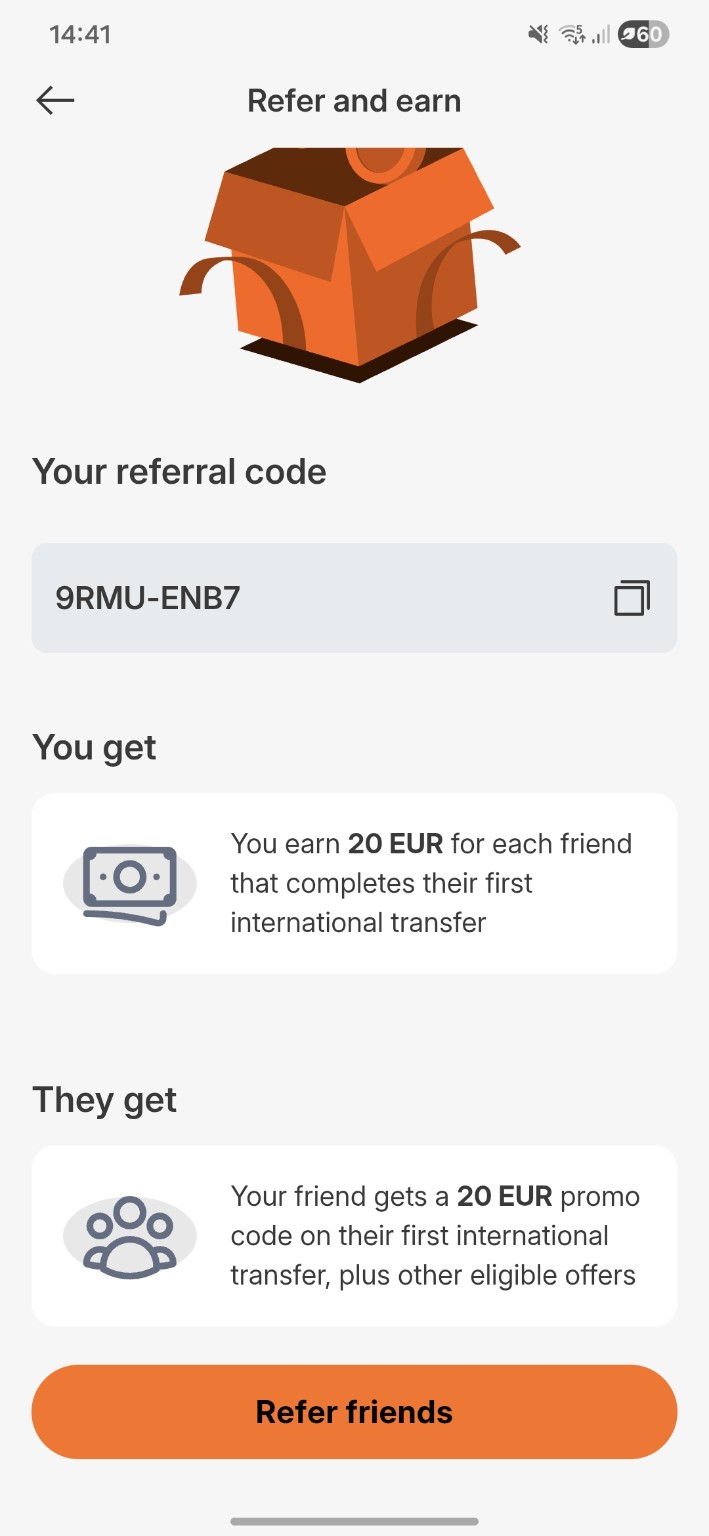 14:41
60
Refer and earn
Your referral code
9RMU-ENB7
You get
You earn 20 EUR for each friend
that completes their first
international transfer
They get
Your friend gets a 20 EUR promo
code on their first international
transfer, plus other eligible offers
Refer friends